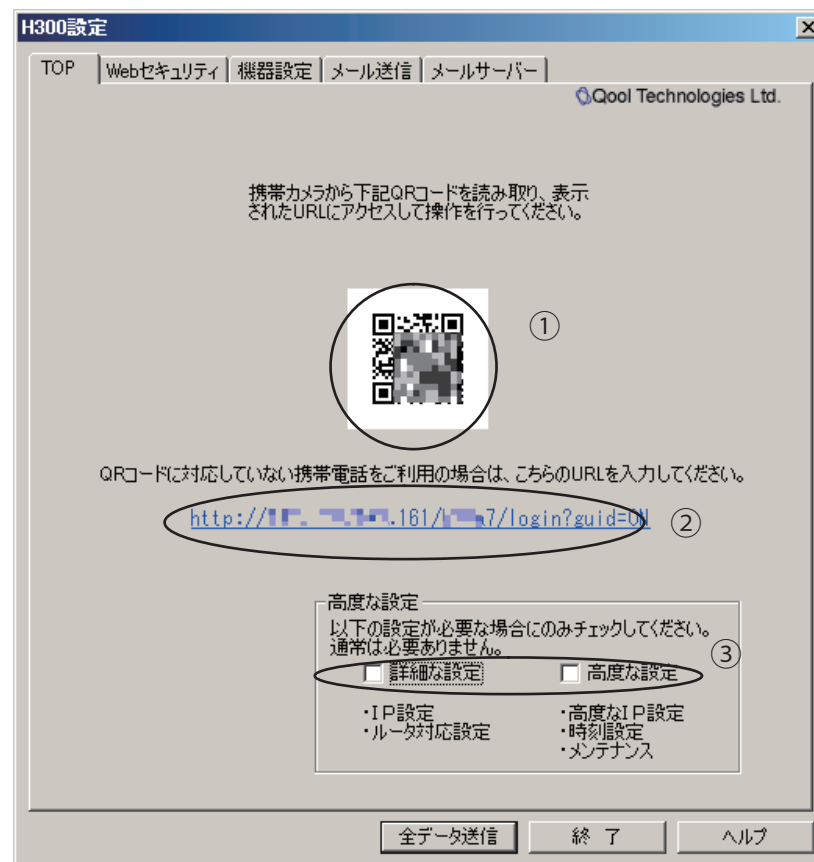 H300設定
TOP Webセキュリティ 機器設定 メール送信 メールサーバー
Qool Technologies Ltd.
携帯カメラから下記QRコードを読み取り、表示
されたURLにアクセスして操作を行ってください。
①
QRコードに対応していない携帯電話をご利用の場合は、こちらのURLを入力してください。
http:// .161/ 7/login?guid=ON ②
高度な設定
以下の設定が必要な場合にのみチェックしてください。
通常は必要ありません。
③
詳細な設定 高度な設定
・IP設定 ・高度なIP設定
・ルータ対応設定 ・時刻設定
・メンテナンス
全データ送信 終 了 ヘルプ